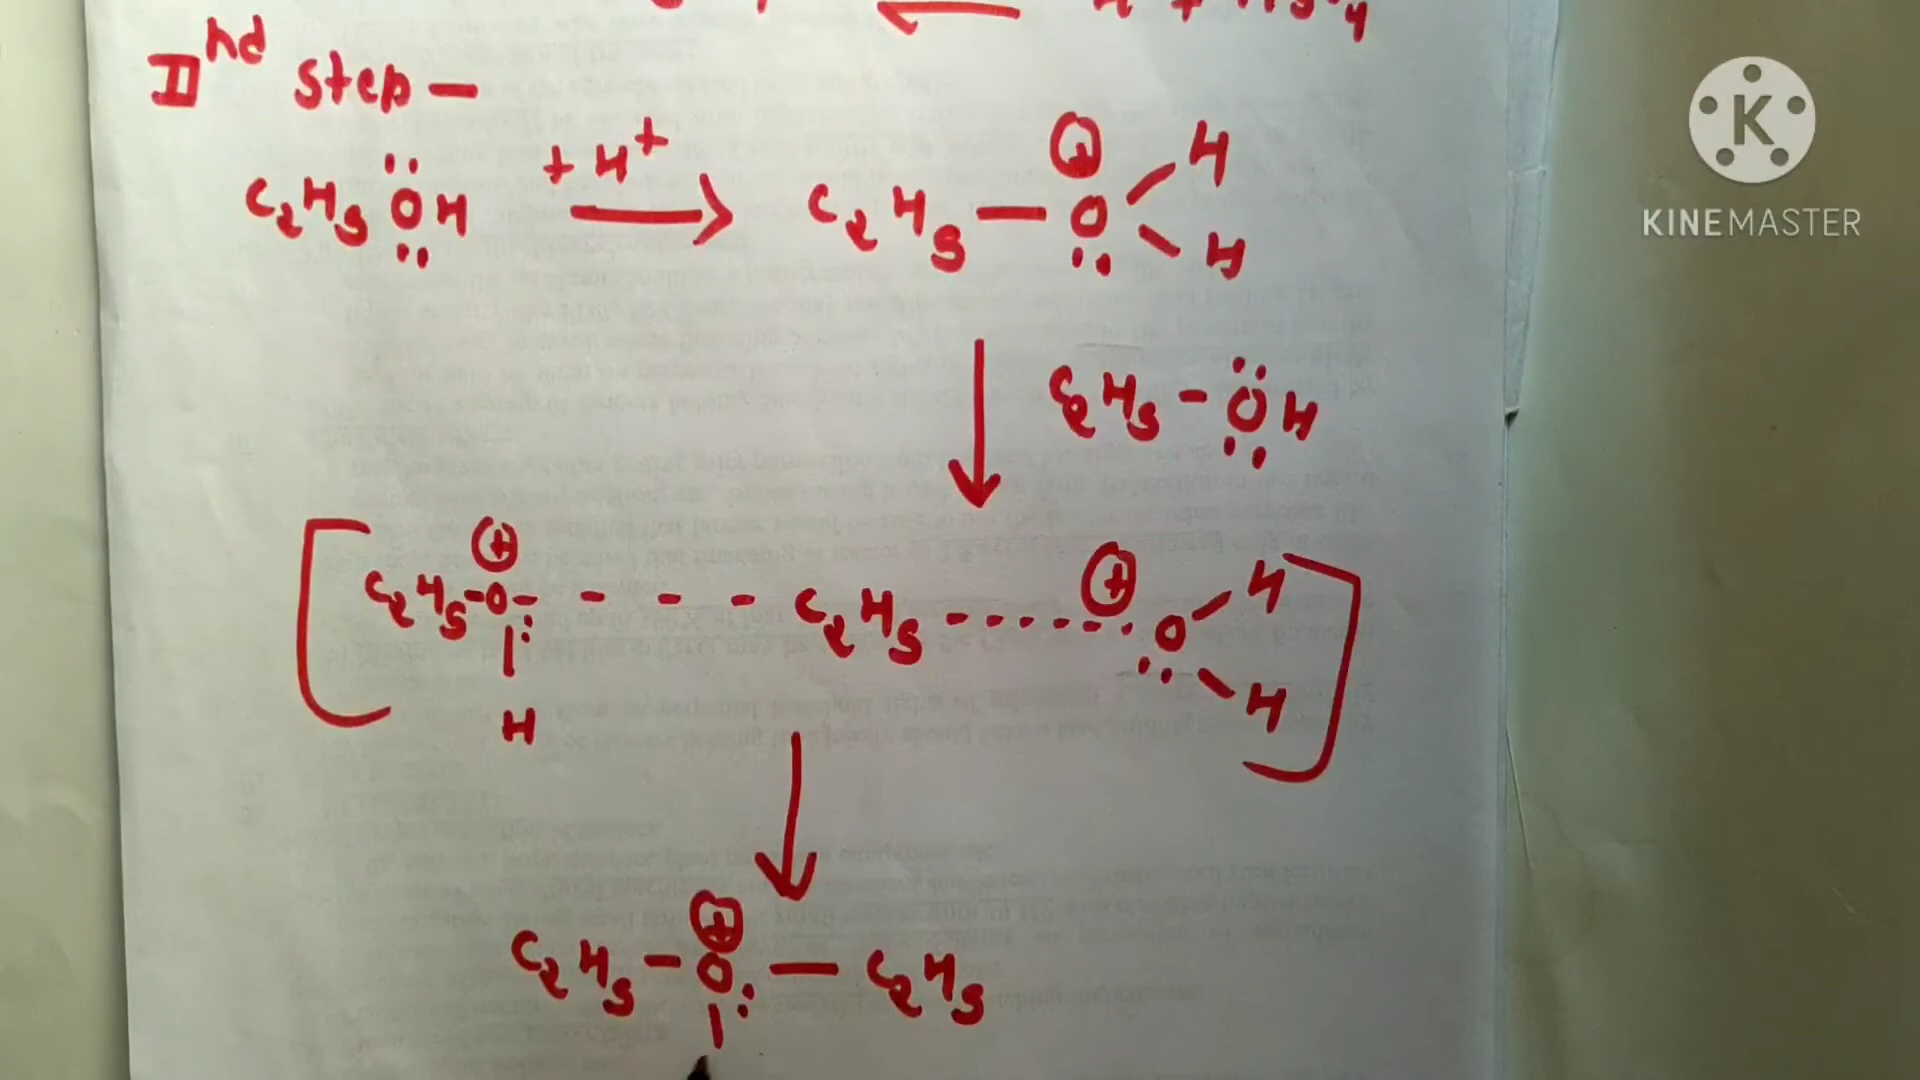 IInd step —
C2H5ÖH +H+ → C2H5 — O ⊕ H
H
↓ C2H5 - ÖH
[ C2H5-O ⊕ - - - C2H5 ....... O ⊕ H
H H ]
↓
C2H5 — O ⊕ — C2H5
KINEMASTER